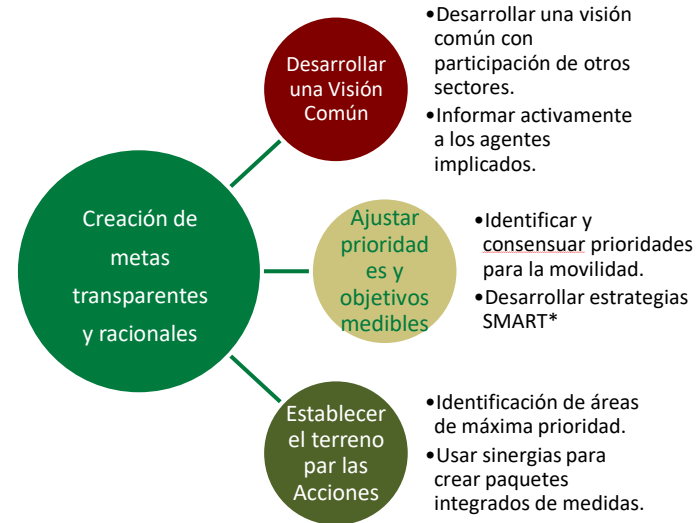 Creación de
metas
transparentes
y racionales
Desarrollar
una Visión
Común
•Desarrollar una visión
común con
participación de otros
sectores.
•Informar activamente
a los agentes
implicados.
Ajustar
prioridad
es y
objetivos
medibles
•Identificar y
consensuar prioridades
para la movilidad.
•Desarrollar estrategias
SMART*
Establecer
el terreno
par las
Acciones
•Identificación de áreas
de máxima prioridad.
•Usar sinergias para
crear paquetes
integrados de medidas.